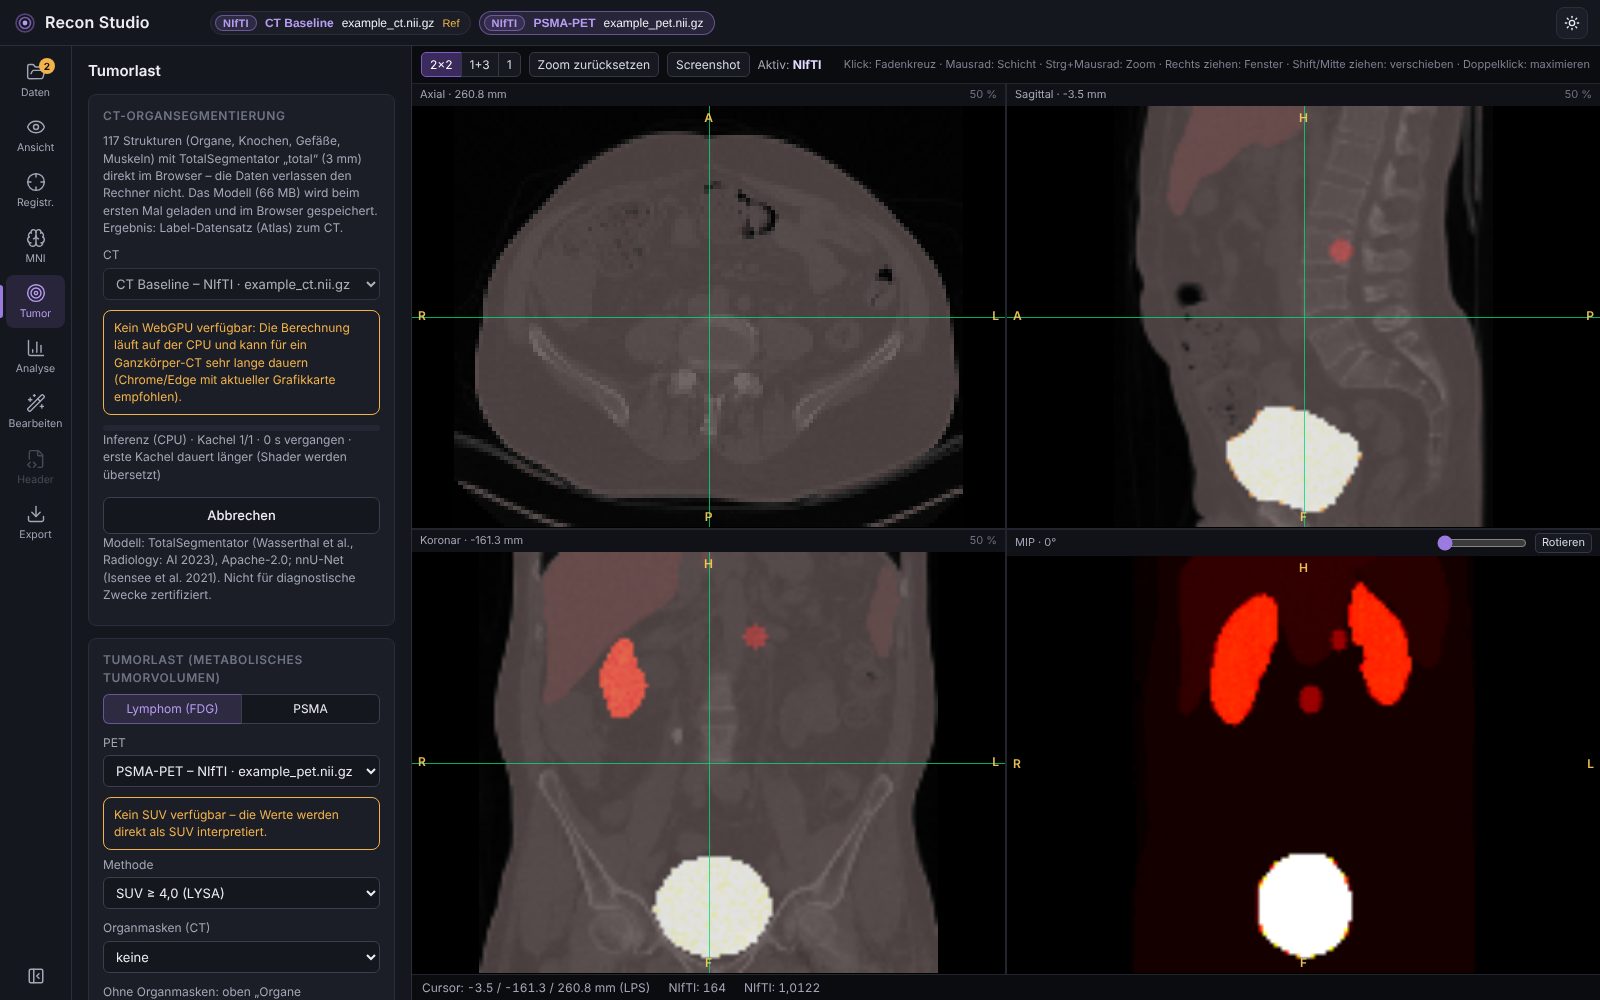 Recon Studio
NIfTI CT Baseline example_ct.nii.gz Ref
NIfTI PSMA-PET example_pet.nii.gz
2
Daten
Ansicht
Registr.
MNI
Tumor
Analyse
Bearbeiten
Header
Export
Tumorlast
CT-ORGANSEGMENTIERUNG
117 Strukturen (Organe, Knochen, Gefäße,
Muskeln) mit TotalSegmentator „total“ (3 mm)
direkt im Browser – die Daten verlassen den
Rechner nicht. Das Modell (66 MB) wird beim
ersten Mal geladen und im Browser gespeichert.
Ergebnis: Label-Datensatz (Atlas) zum CT.
CT
CT Baseline – NIfTI · example_ct.nii.gz
Kein WebGPU verfügbar: Die Berechnung
läuft auf der CPU und kann für ein
Ganzkörper-CT sehr lange dauern
(Chrome/Edge mit aktueller Grafikkarte
empfohlen).
Inferenz (CPU) · Kachel 1/1 · 0 s vergangen ·
erste Kachel dauert länger (Shader werden
übersetzt)
Abbrechen
Modell: TotalSegmentator (Wasserthal et al.,
Radiology: AI 2023), Apache-2.0; nnU-Net
(Isensee et al. 2021). Nicht für diagnostische
Zwecke zertifiziert.
TUMORLAST (METABOLISCHES
TUMORVOLUMEN)
Lymphom (FDG) PSMA
PET
PSMA-PET – NIfTI · example_pet.nii.gz
Kein SUV verfügbar – die Werte werden
direkt als SUV interpretiert.
Methode
SUV ≥ 4,0 (LYSA)
Organmasken (CT)
keine
Ohne Organmasken: oben „Organe
2×2 1+3 1 Zoom zurücksetzen Screenshot Aktiv: NIfTI Klick: Fadenkreuz · Mausrad: Schicht · Strg+Mausrad: Zoom · Rechts ziehen: Fenster · Shift/Mitte ziehen: verschieben · Doppelklick: maximieren
Axial · 260.8 mm 50 %
A
R L
P
Sagittal · -3.5 mm 50 %
H
A P
F
Koronar · -161.3 mm 50 %
H
R L
F
MIP · 0° Rotieren
H
R L
F
Cursor: -3.5 / -161.3 / 260.8 mm (LPS) NIfTI: 164 NIfTI: 1,0122